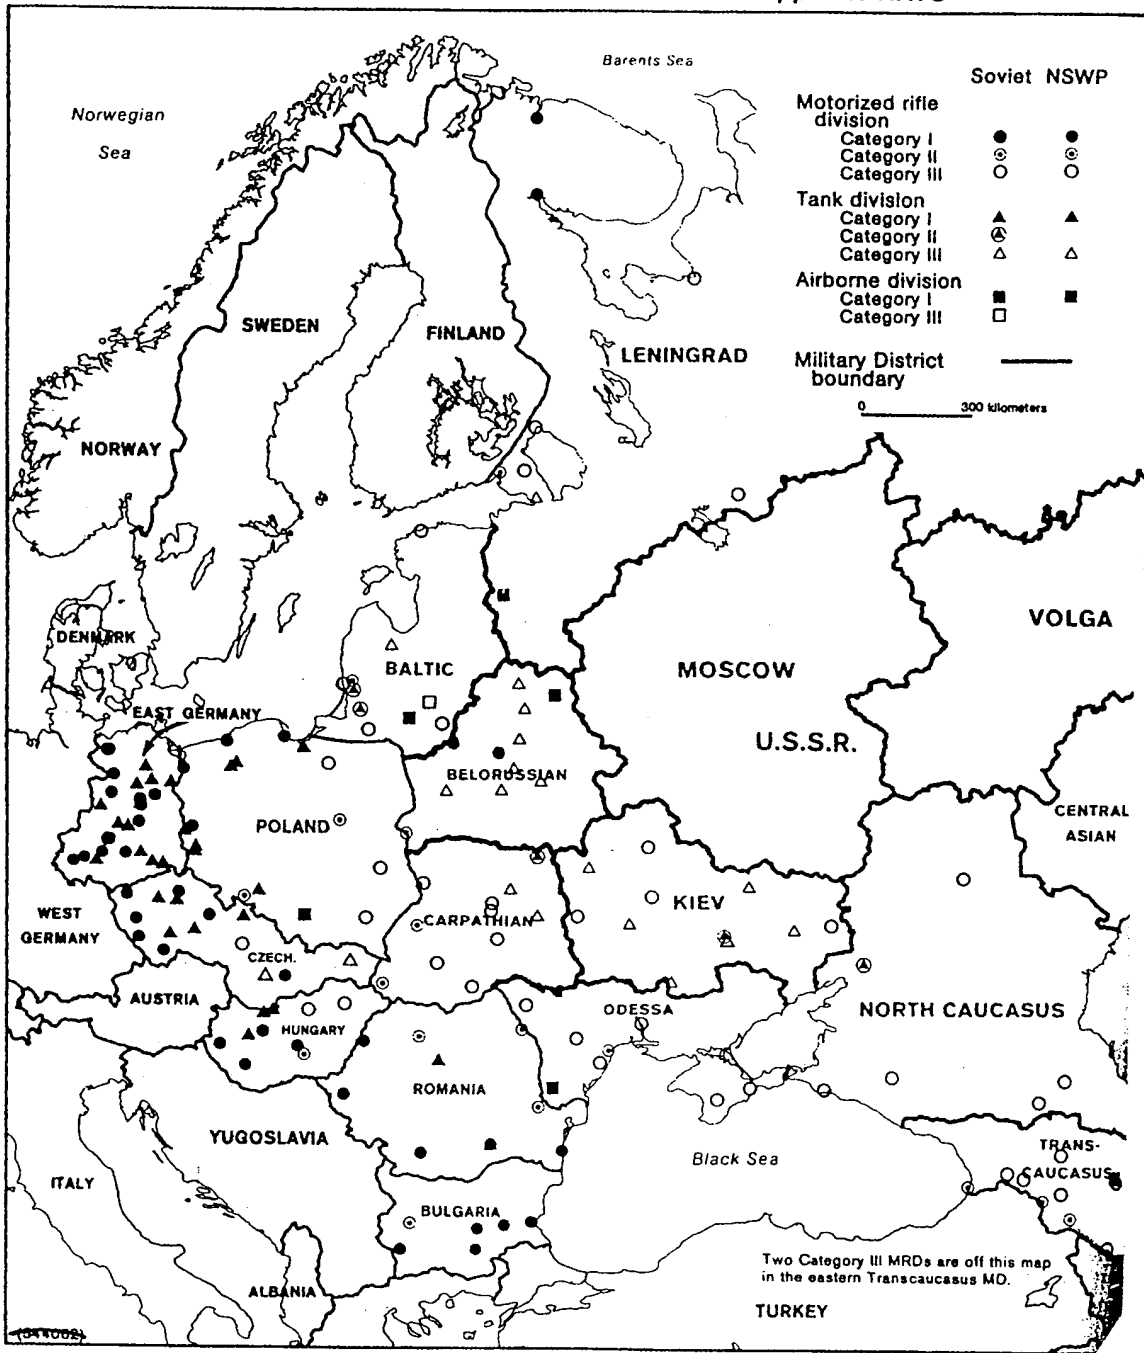 Barents Sea
Norwegian
Sea
Soviet NSWP
Motorized rifle
division
Category I
Category II
Category III
Tank division
Category I
Category II
Category III
Airborne division
Category I
Category III
Military District
boundary
0 300 kilometers
SWEDEN
FINLAND
LENINGRAD
NORWAY
DENMARK
BALTIC
MOSCOW
VOLGA
EAST GERMANY
U.S.S.R.
BELORUSSIAN
POLAND
CENTRAL
ASIAN
WEST
GERMANY
CARPATHIAN
KIEV
CZECH.
AUSTRIA
HUNGARY
ODESSA
NORTH CAUCASUS
ROMANIA
YUGOSLAVIA
Black Sea
TRANS-
CAUCASUS
ITALY
BULGARIA
ALBANIA
Two Category III MRDs are off this map
in the eastern Transcaucasus MD.
TURKEY